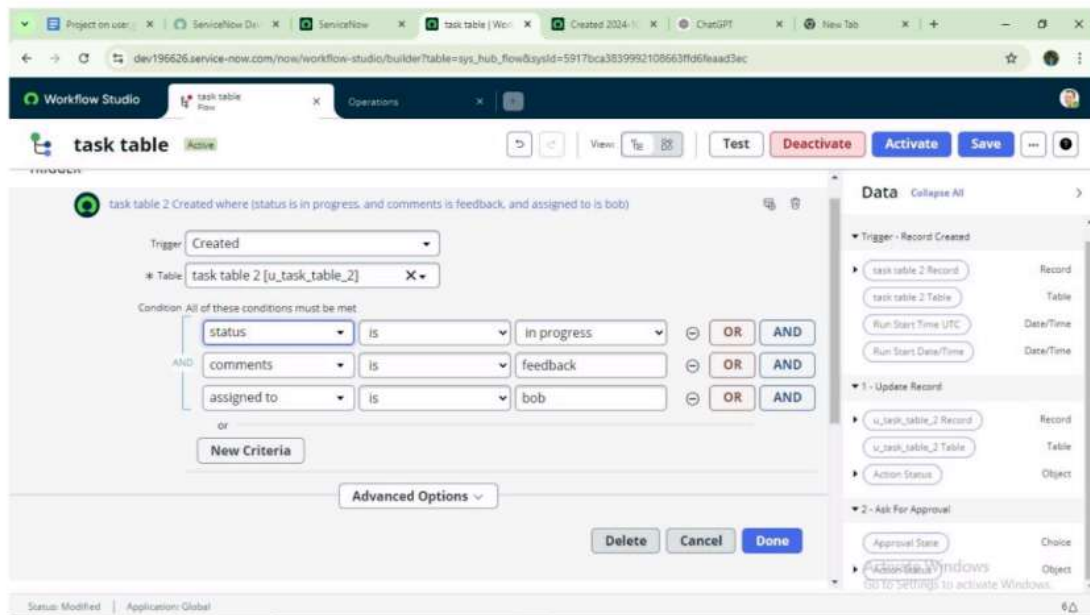 Project on user
ServiceNow De
ServiceNow
task table | Wor
Created 2024-
ChatGPT
New Tab
dev196626.service-now.com/now/workflow-studio/builder?table=sys_hub_flow&sysId=5917bca3839992108663ffd6feaad3ec
Workflow Studio
task table
Flow
Operations
task table Active
View:
Test
Deactivate
Activate
Save
TRIGGER
task table 2 Created where (status is in progress, and comments is feedback, and assigned to is bob)
Trigger Created
* Table task table 2 [u_task_table_2]
Condition All of these conditions must be met
status is in progress OR AND
AND comments is feedback OR AND
assigned to is bob OR AND
or
New Criteria
Advanced Options
Delete Cancel Done
Data Collapse All
Trigger - Record Created
task table 2 Record Record
task table 2 Table Table
Run Start Time UTC Date/Time
Run Start Date/Time Date/Time
1 - Update Record
u_task_table_2 Record Record
u_task_table_2 Table Table
Action Status Object
2 - Ask For Approval
Approval State Choice
Action Status Object
Activate Windows
Go to Settings to activate Windows.
Status: Modified | Application: Global
6